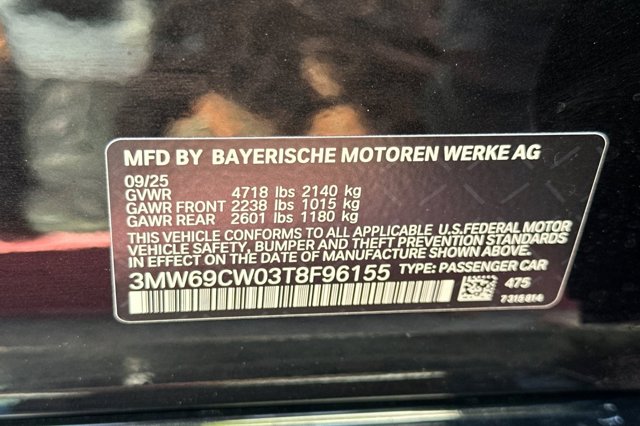 MFD BY BAYERISCHE MOTOREN WERKE AG
09/25
GVWR 4718 lbs 2140 kg
GAWR FRONT 2238 lbs 1015 kg
GAWR REAR 2601 lbs 1180 kg
THIS VEHICLE CONFORMS TO ALL APPLICABLE U.S.FEDERAL MOTOR
VEHICLE SAFETY, BUMPER AND THEFT PREVENTION STANDARDS
IN EFFECT ON THE DATE OF MANUFACTURE SHOWN ABOVE.
3MW69CW03T8F96155 TYPE: PASSENGER CAR
475
7315814